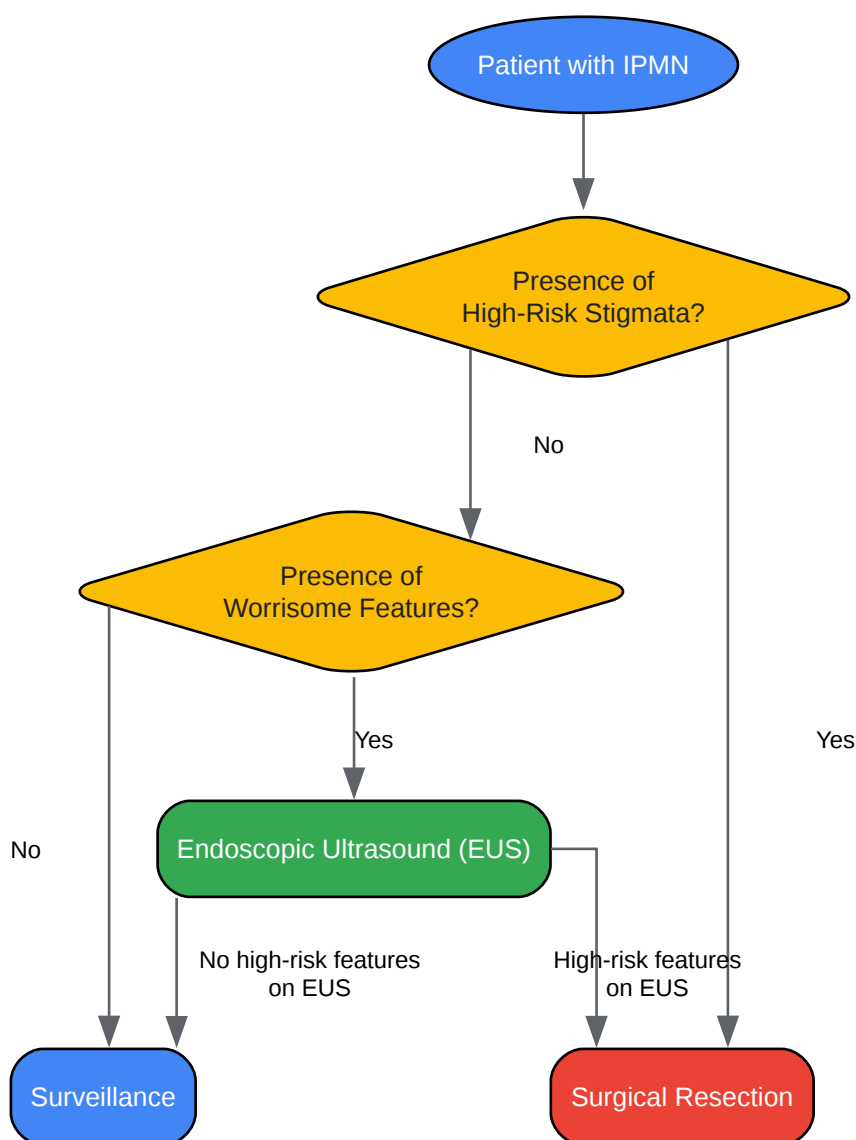 Patient with IPMN
Presence of
High-Risk Stigmata?
No
Presence of
Worrisome Features?
Yes
Yes
Endoscopic Ultrasound (EUS)
No
No high-risk features
on EUS
High-risk features
on EUS
Surveillance
Surgical Resection